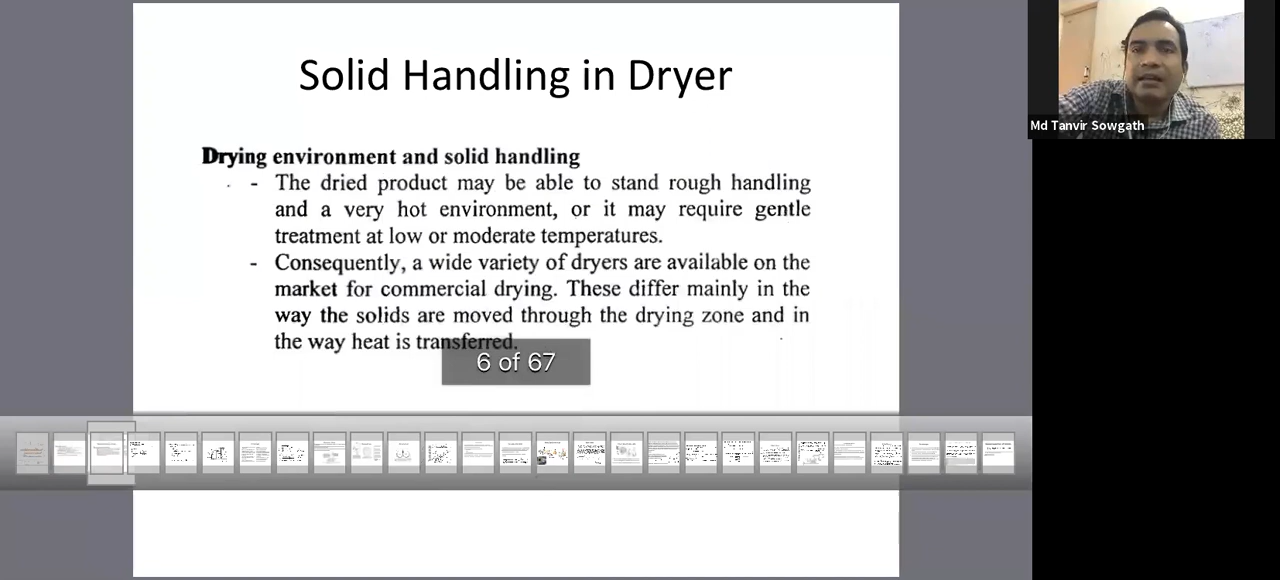 Solid Handling in Dryer
Md Tanvir Sowgath
Drying environment and solid handling
- The dried product may be able to stand rough handling
and a very hot environment, or it may require gentle
treatment at low or moderate temperatures.
- Consequently, a wide variety of dryers are available on the
market for commercial drying. These differ mainly in the
way the solids are moved through the drying zone and in
the way heat is transferred.
6 of 67